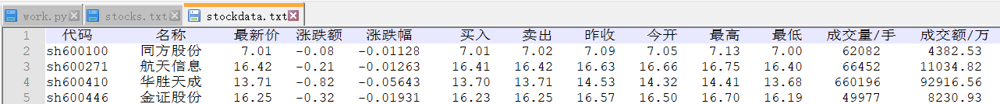 work.py stocks.txt stockdata.txt
1 代码 名称 最新价 涨跌额 涨跌幅 买入 卖出 昨收 今开 最高 最低 成交量/手 成交额/万
2 sh600100 同方股份 7.01 -0.08 -0.01128 7.01 7.02 7.09 7.05 7.13 7.00 62082 4382.53
3 sh600271 航天信息 16.42 -0.21 -0.01263 16.41 16.42 16.63 16.66 16.75 16.40 66452 11034.82
4 sh600410 华胜天成 13.71 -0.82 -0.05643 13.70 13.71 14.53 14.32 14.41 13.68 660196 92916.56
5 sh600446 金证股份 16.25 -0.32 -0.01931 16.23 16.25 16.57 16.50 16.70 16.19 49977 8230.93